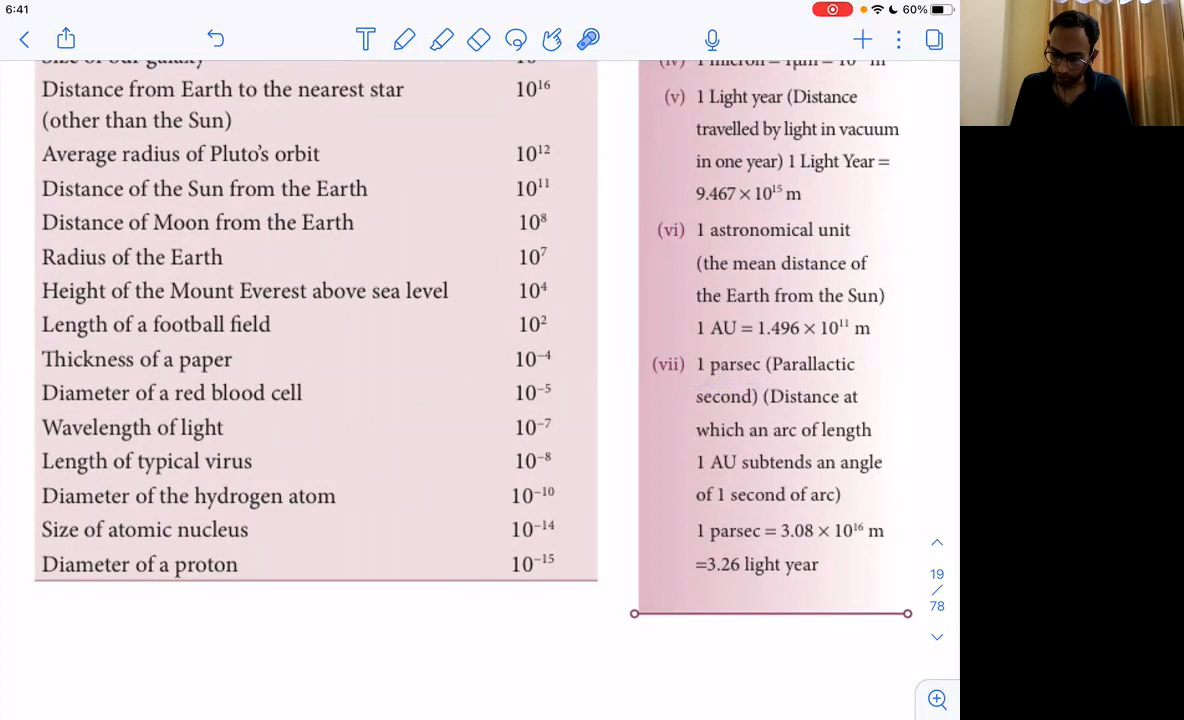 6:41
60%
Size of our galaxy
Distance from Earth to the nearest star 10¹⁶
(other than the Sun)
Average radius of Pluto's orbit 10¹²
Distance of the Sun from the Earth 10¹¹
Distance of Moon from the Earth 10⁸
Radius of the Earth 10⁷
Height of the Mount Everest above sea level 10⁴
Length of a football field 10²
Thickness of a paper 10⁻⁴
Diameter of a red blood cell 10⁻⁵
Wavelength of light 10⁻⁷
Length of typical virus 10⁻⁸
Diameter of the hydrogen atom 10⁻¹⁰
Size of atomic nucleus 10⁻¹⁴
Diameter of a proton 10⁻¹⁵
(iv) 1 micron = 1μm =
(v) 1 Light year (Distance
travelled by light in vacuum
in one year) 1 Light Year =
9.467 × 10¹⁵ m
(vi) 1 astronomical unit
(the mean distance of
the Earth from the Sun)
1 AU = 1.496 × 10¹¹ m
(vii) 1 parsec (Parallactic
second) (Distance at
which an arc of length
1 AU subtends an angle
of 1 second of arc)
1 parsec = 3.08 × 10¹⁶ m
=3.26 light year
19
/
78